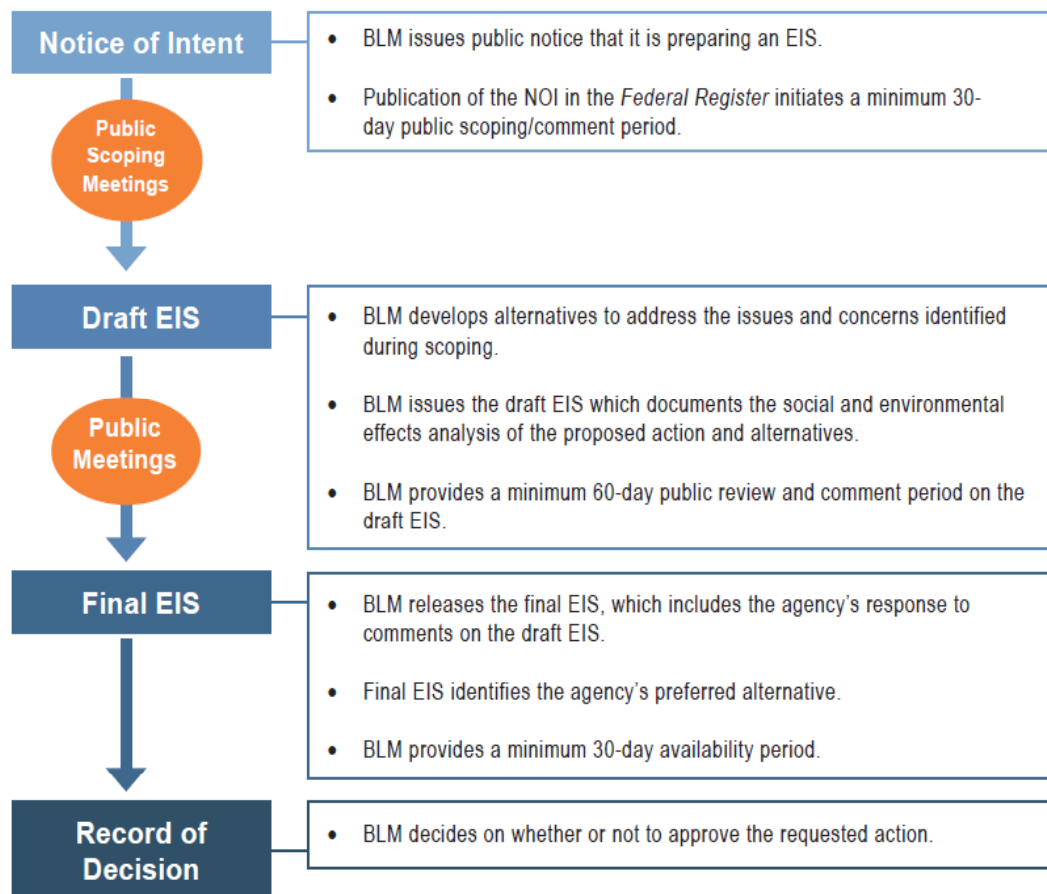 Notice of Intent
• BLM issues public notice that it is preparing an EIS.
• Publication of the NOI in the Federal Register initiates a minimum 30-
day public scoping/comment period.
Public
Scoping
Meetings
Draft EIS
• BLM develops alternatives to address the issues and concerns identified
during scoping.
• BLM issues the draft EIS which documents the social and environmental
effects analysis of the proposed action and alternatives.
• BLM provides a minimum 60-day public review and comment period on the
draft EIS.
Public
Meetings
Final EIS
• BLM releases the final EIS, which includes the agency’s response to
comments on the draft EIS.
• Final EIS identifies the agency’s preferred alternative.
• BLM provides a minimum 30-day availability period.
Record of
Decision
• BLM decides on whether or not to approve the requested action.